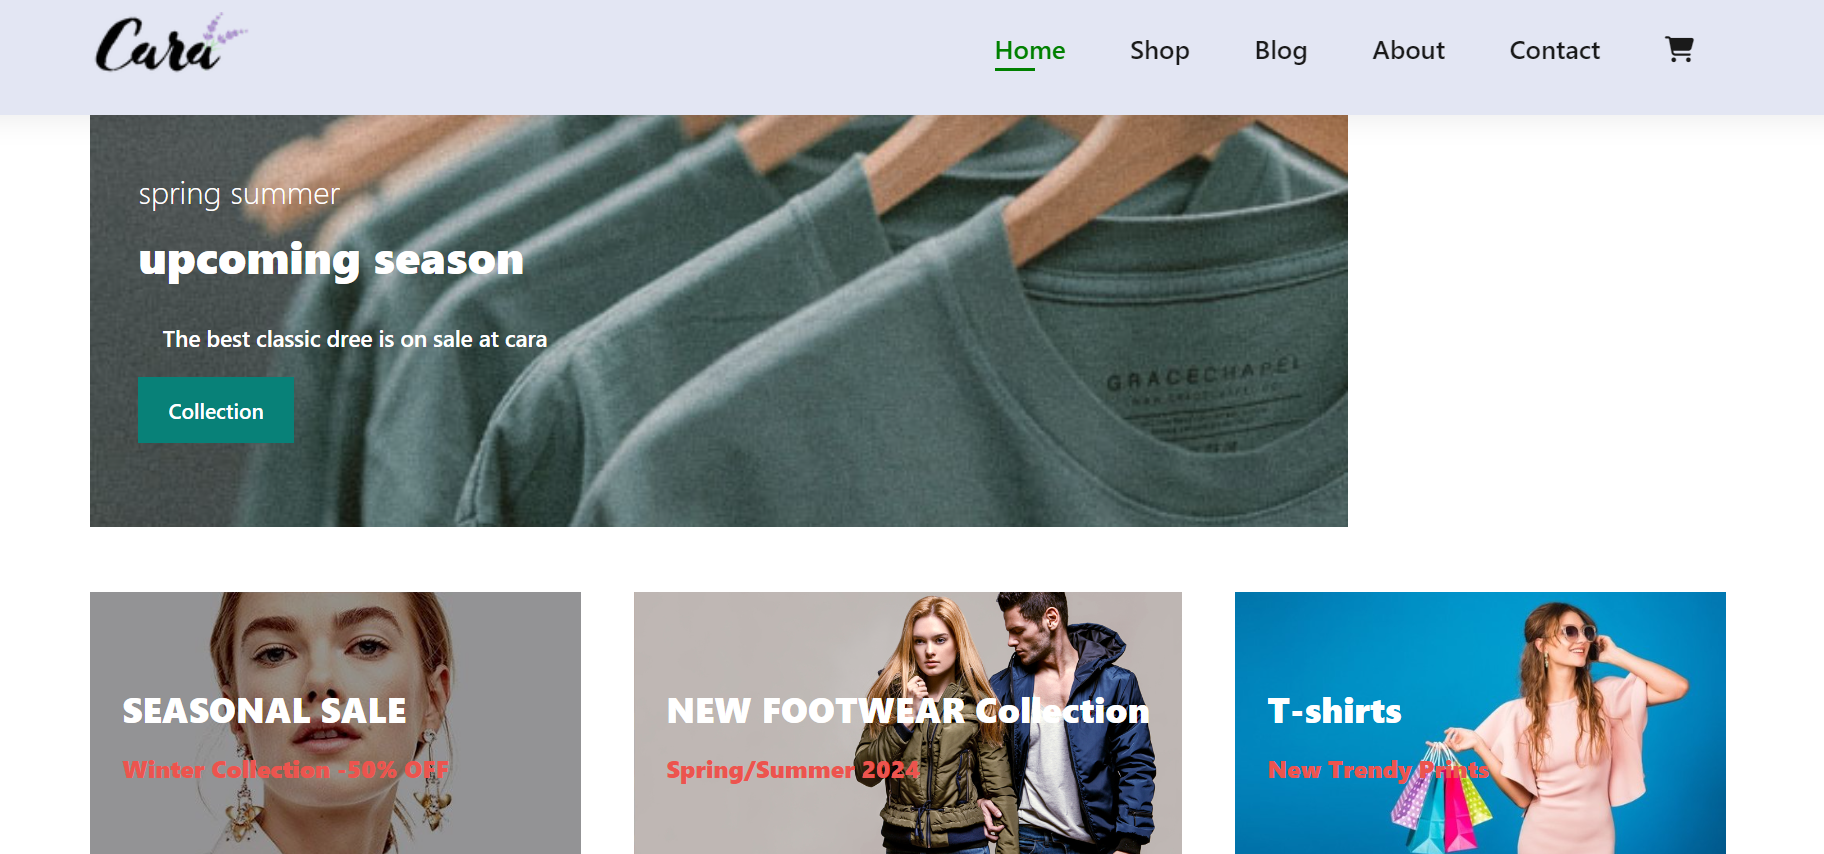 Cara
Home Shop Blog About Contact
spring summer
upcoming season
The best classic dree is on sale at cara
Collection
GRACECHAPEL
SEASONAL SALE
Winter Collection -50% OFF
NEW FOOTWEAR Collection
Spring/Summer 2024
T-shirts
New Trendy Prints